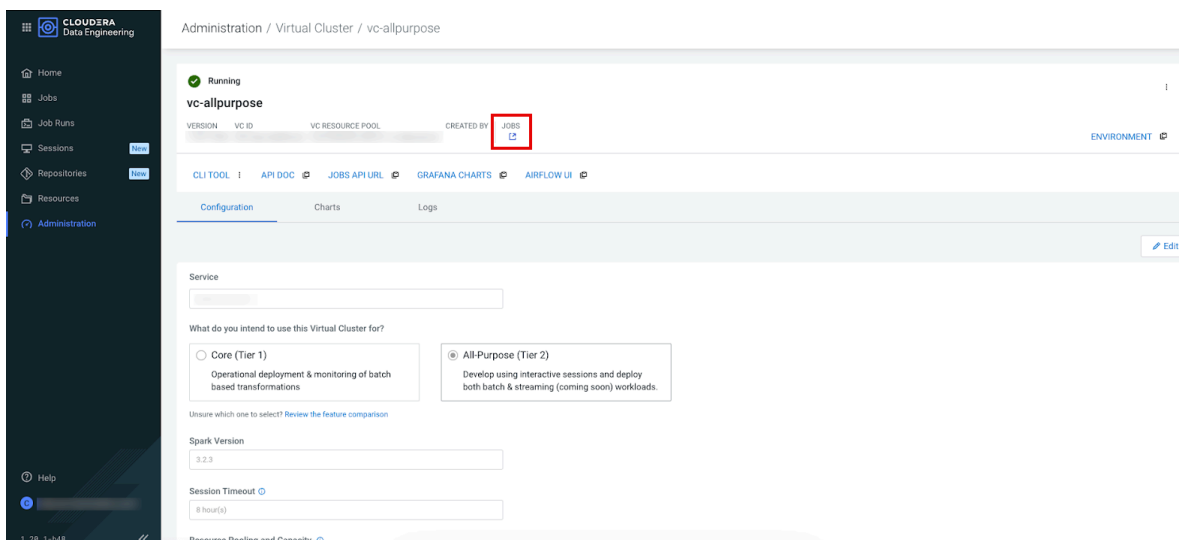 CLOUDERA
Data Engineering
Administration / Virtual Cluster / vc-allpurpose
Home
Jobs
Job Runs
Sessions New
Repositories New
Resources
Administration
Help
C
Running
vc-allpurpose
VERSION VC ID VC RESOURCE POOL CREATED BY JOBS
ENVIRONMENT
CLI TOOL API DOC JOBS API URL GRAFANA CHARTS AIRFLOW UI
Configuration Charts Logs
Edit
Service
What do you intend to use this Virtual Cluster for?
Core (Tier 1)
Operational deployment & monitoring of batch
based transformations
All-Purpose (Tier 2)
Develop using interactive sessions and deploy
both batch & streaming (coming soon) workloads.
Unsure which one to select? Review the feature comparison
Spark Version
3.2.3
Session Timeout
8 hour(s)
Resource Pooling and Capacity